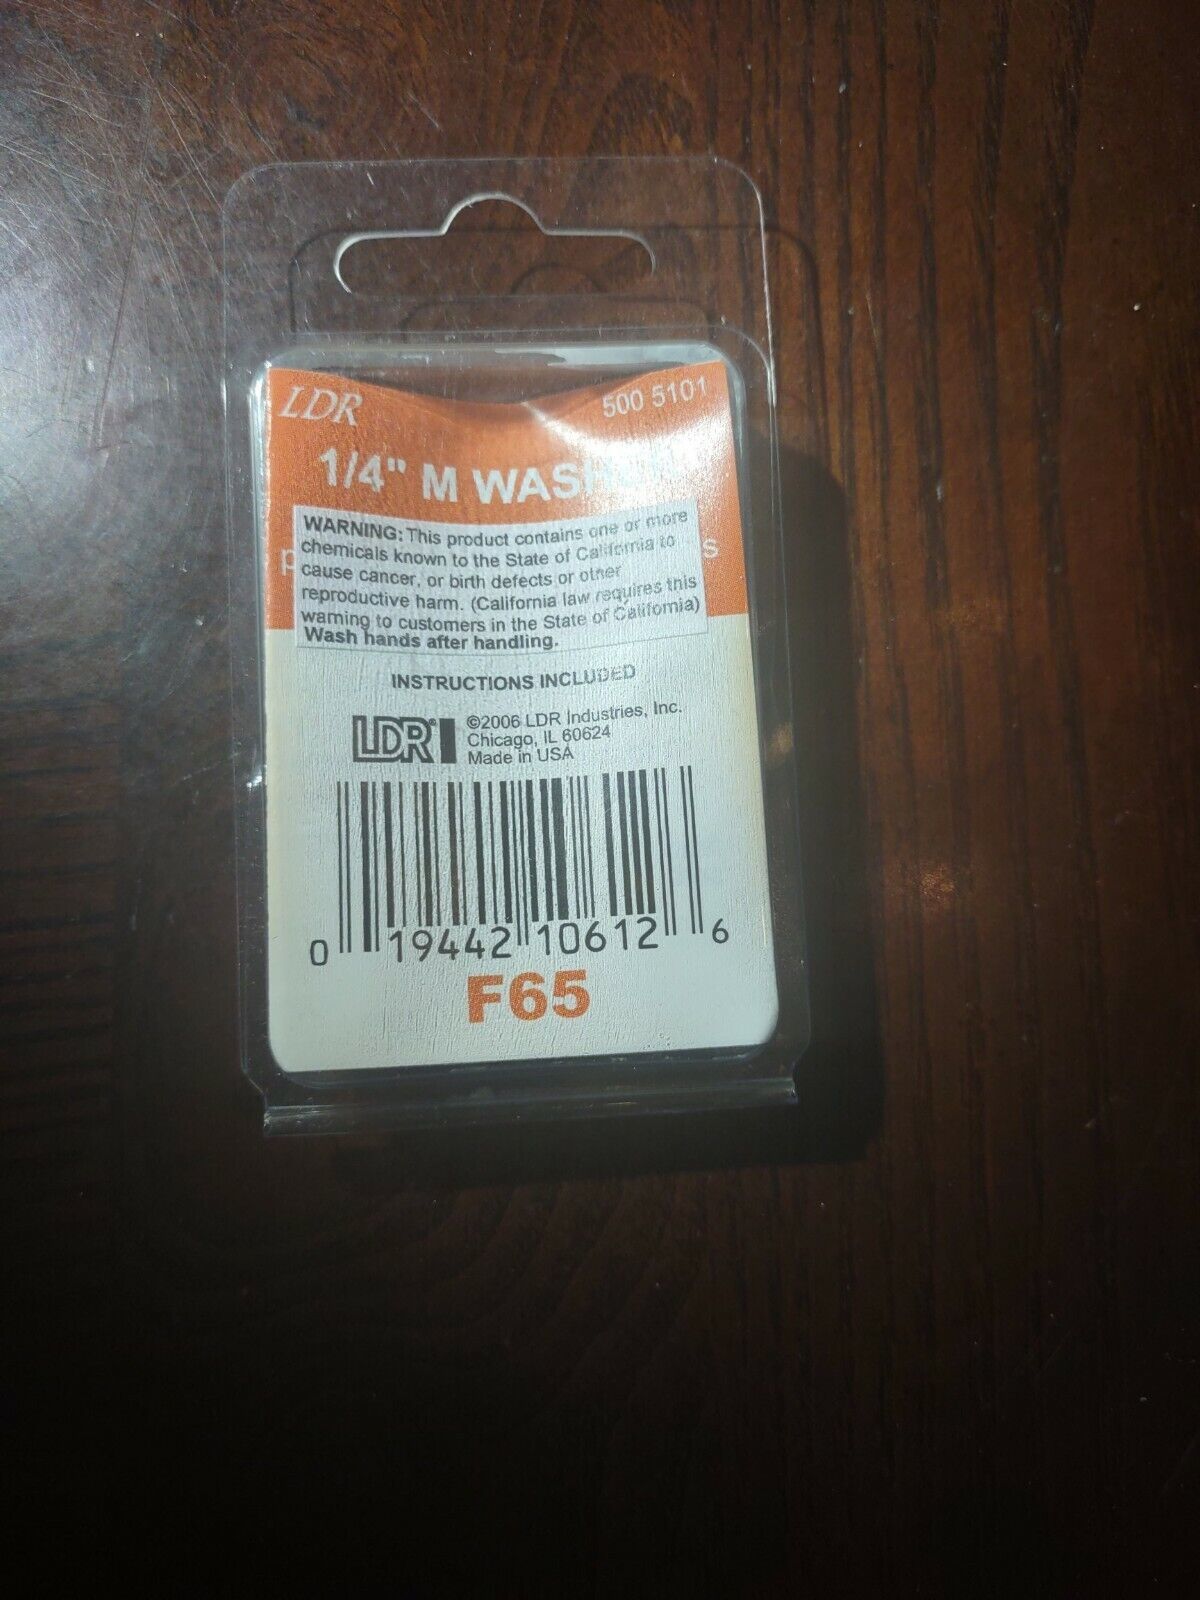 LDR 500 5101
1/4" M WASHER
p s
WARNING: This product contains one or more
chemicals known to the State of California to
cause cancer, or birth defects or other
reproductive harm. (California law requires this
warning to customers in the State of California)
Wash hands after handling.
INSTRUCTIONS INCLUDED
LDR® ©2006 LDR Industries, Inc.
Chicago, IL 60624
Made in USA
0 19442 10612 6
F65